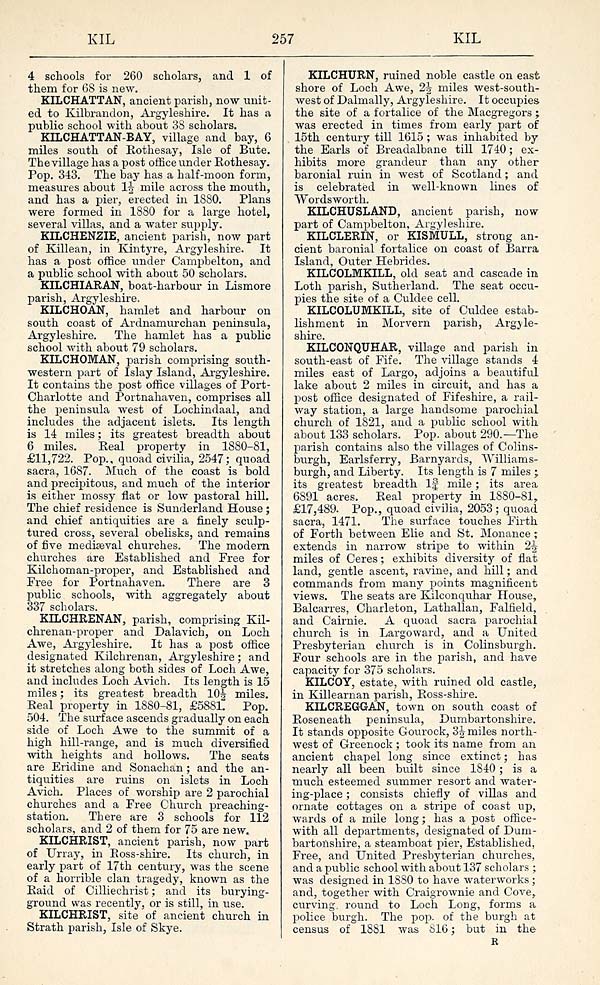 KIL 257 KIL
4 schools for 260 scholars, and 1 of
them for 68 is new.
KILCHATTAN, ancient parish, now unit-
ed to Kilbrandon, Argyleshire. It has a
public school with about 38 scholars.
KILCHATTAN-BAY, village and bay, 6
miles south of Rothesay, Isle of Bute.
The village has a post office under Rothesay.
Pop. 343. The bay has a half-moon form,
measures about 1½ mile across the mouth,
and has a pier, erected in 1880. Plans
were formed in 1880 for a large hotel,
several villas, and a water supply.
KILCHENZIE, ancient parish, now part
of Killean, in Kintyre, Argyleshire. It
has a post office under Campbelton, and
a public school with about 50 scholars.
KILCHIARAN, boat-harbour in Lismore
parish, Argyleshire.
KILCHOAN, hamlet and harbour on
south coast of Ardnamurchan peninsula,
Argyleshire. The hamlet has a public
school with about 79 scholars.
KILCHOMAN, parish comprising south-
western part of Islay Island, Argyleshire.
It contains the post office villages of Port-
Charlotte and Portnahaven, comprises all
the peninsula west of Lochindaal, and
includes the adjacent islets. Its length
is 14 miles; its greatest breadth about
6 miles. Real property in 1880-81,
£11,722. Pop., quoad civilia, 2547; quoad
sacra, 1687. Much of the coast is bold
and precipitous, and much of the interior
is either mossy flat or low pastoral hill.
The chief residence is Sunderland House;
and chief antiquities are a finely sculp-
tured cross, several obelisks, and remains
of five mediæval churches. The modern
churches are Established and Free for
Kilchoman-proper, and Established and
Free for Portnahaven. There are 3
public schools, with aggregately about
337 scholars.
KILCHRENAN, parish, comprising Kil-
chrenan-proper and Dalavich, on Loch
Awe, Argyleshire. It has a post office
designated Kilchrenan, Argyleshire; and
it stretches along both sides of Loch Awe,
and includes Loch Avich. Its length is 15
miles; its greatest breadth 10½ miles.
Real property in 1880-81, £5881. Pop.
504. The surface ascends gradually on each
side of Loch Awe to the summit of a
high hill-range, and is much diversified
with heights and hollows. The seats
are Eridine and Sonachan; and the an-
tiquities are ruins on islets in Loch
Avich. Places of worship are 2 parochial
churches and a Free Church preaching-
station. There are 3 schools for 112
scholars, and 2 of them for 75 are new.
KILCHRIST, ancient parish, now part
of Urray, in Ross-shire. Its church, in
early part of 17th century, was the scene
of a horrible clan tragedy, known as the
Raid of Cilliechrist; and its burying-
ground was recently, or is still, in use.
KILCHRIST, site of ancient church in
Strath parish, Isle of Skye.
KILCHURN, ruined noble castle on east
shore of Loch Awe, 2½ miles west-south-
west of Dalmally, Argyleshire. It occupies
the site of a fortalice of the Macgregors;
was erected in times from early part of
15th century till 1615; was inhabited by
the Earls of Breadalbane till 1740; ex-
hibits more grandeur than any other
baronial ruin in west of Scotland; and
is celebrated in well-known lines of
Wordsworth.
KILCHUSLAND, ancient parish, now
part of Campbelton, Argyleshire.
KILCLERIN, or KISMULL, strong an-
cient baronial fortalice on coast of Barra
Island, Outer Hebrides.
KILCOLMKILL, old seat and cascade in
Loth parish, Sutherland. The seat occu-
pies the site of a Culdee cell.
KILCOLUMKILL, site of Culdee estab-
lishment in Morvern parish, Argyle-
shire.
KILCONQUHAR, village and parish in
south-east of Fife. The village stands 4
miles east of Largo, adjoins a beautiful
lake about 2 miles in circuit, and has a
post office designated of Fifeshire, a rail-
way station, a large handsome parochial
church of 1821, and a public school with
about 133 scholars. Pop. about 290.—The
parish contains also the villages of Colins-
burgh, Earlsferry, Barnyards, Williams-
burgh, and Liberty. Its length is 7 miles;
its greatest breadth 1¾ mile; its area
6891 acres. Real property in 1880-81,
£17,489. Pop., quoad civilia, 2053; quoad
sacra, 1471. The surface touches Firth
of Forth between Elie and St. Monance;
extends in narrow stripe to within 2½
miles of Ceres; exhibits diversity of flat
land, gentle ascent, ravine, and hill; and
commands from many points magnificent
views. The seats are Kilconquhar House,
Balcarres, Charleton, Lathallan, Falfield,
and Cairnie. A quoad sacra parochial
church is in Largoward, and a United
Presbyterian church is in Colinsburgh.
Four schools are in the parish, and have
capacity for 375 scholars.
KILCOY, estate, with ruined old castle,
in Killearnan parish, Ross-shire.
KILCREGGAN, town on south coast of
Roseneath peninsula, Dumbartonshire.
It stands opposite Gourock, 3½ miles north-
west of Greenock; took its name from an
ancient chapel long since extinct; has
nearly all been built since 1840; is a
much esteemed summer resort and water-
ing-place; consists chiefly of villas and
ornate cottages on a stripe of coast up,
wards of a mile long; has a post office-
with all departments, designated of Dum-
bartonshire, a steamboat pier, Established,
Free, and United Presbyterian churches,
and a public school with about 137 scholars;
was designed in 1880 to have waterworks;
and, together with Craigrownie and Cove,
curving round to Loch Long, forms a
police burgh. The pop. of the burgh at
census of 1881 was 816; but in the
R